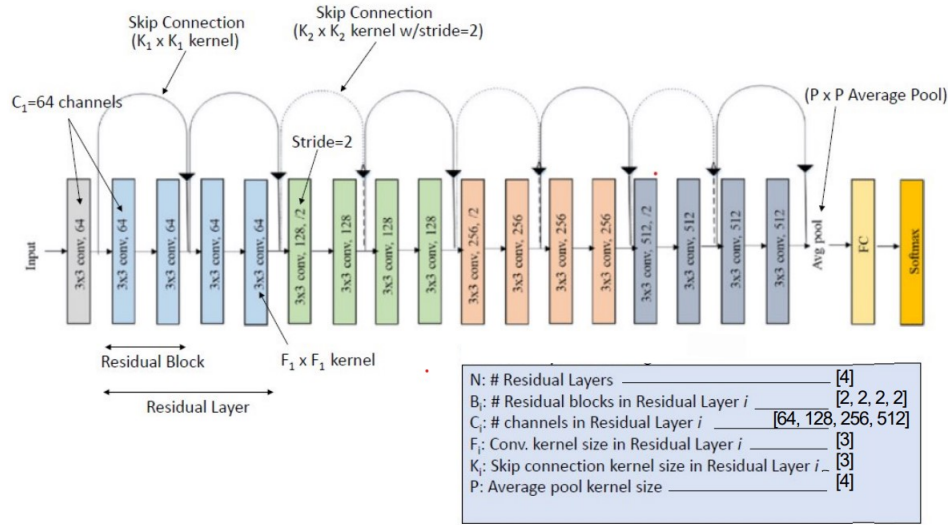 Skip Connection
(K₁ x K₁ kernel)
Skip Connection
(K₂ x K₂ kernel w/stride=2)
C₁=64 channels
Stride=2
(P x P Average Pool)
Input
3x3 conv, 64
3x3 conv, 64
3x3 conv, 64
3x3 conv, 64
3x3 conv, 64
3x3 conv, 128, /2
3x3 conv, 128
3x3 conv, 128
3x3 conv, 128
3x3 conv, 256, /2
3x3 conv, 256
3x3 conv, 256
3x3 conv, 256
3x3 conv, 512, /2
3x3 conv, 512
3x3 conv, 512
3x3 conv, 512
Avg pool
FC
Softmax
Residual Block
F₁ x F₁ kernel
Residual Layer
N: # Residual Layers [4]
Bᵢ: # Residual blocks in Residual Layer i [2, 2, 2, 2]
Cᵢ: # channels in Residual Layer i [64, 128, 256, 512]
Fᵢ: Conv. kernel size in Residual Layer i [3]
Kᵢ: Skip connection kernel size in Residual Layer i [3]
P: Average pool kernel size [4]